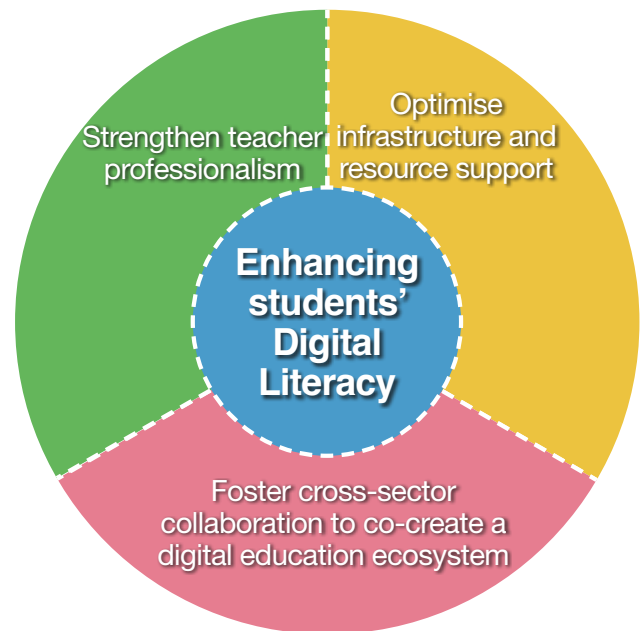 Strengthen teacher
professionalism
Optimise
infrastructure and
resource support
Enhancing
students’
Digital
Literacy
Foster cross-sector
collaboration to co-create a
digital education ecosystem